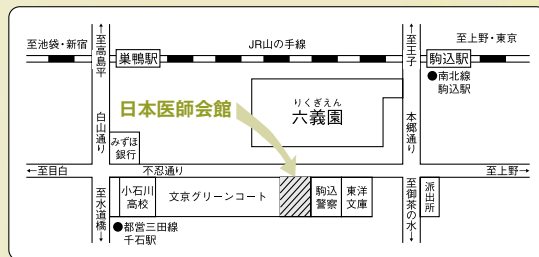 至池袋・新宿
至高島平
巣鴨駅
JR山の手線
至王子
至上野・東京
駒込駅
●南北線
駒込駅
日本医師会館
りくぎえん
六義園
白山通り
本郷通り
みずほ
銀行
←至目白
不忍通り
至上野→
至水道橋
小石川
高校
文京グリーンコート
駒込
警察
東洋
文庫
至御茶の水
派出所
●都営三田線
千石駅